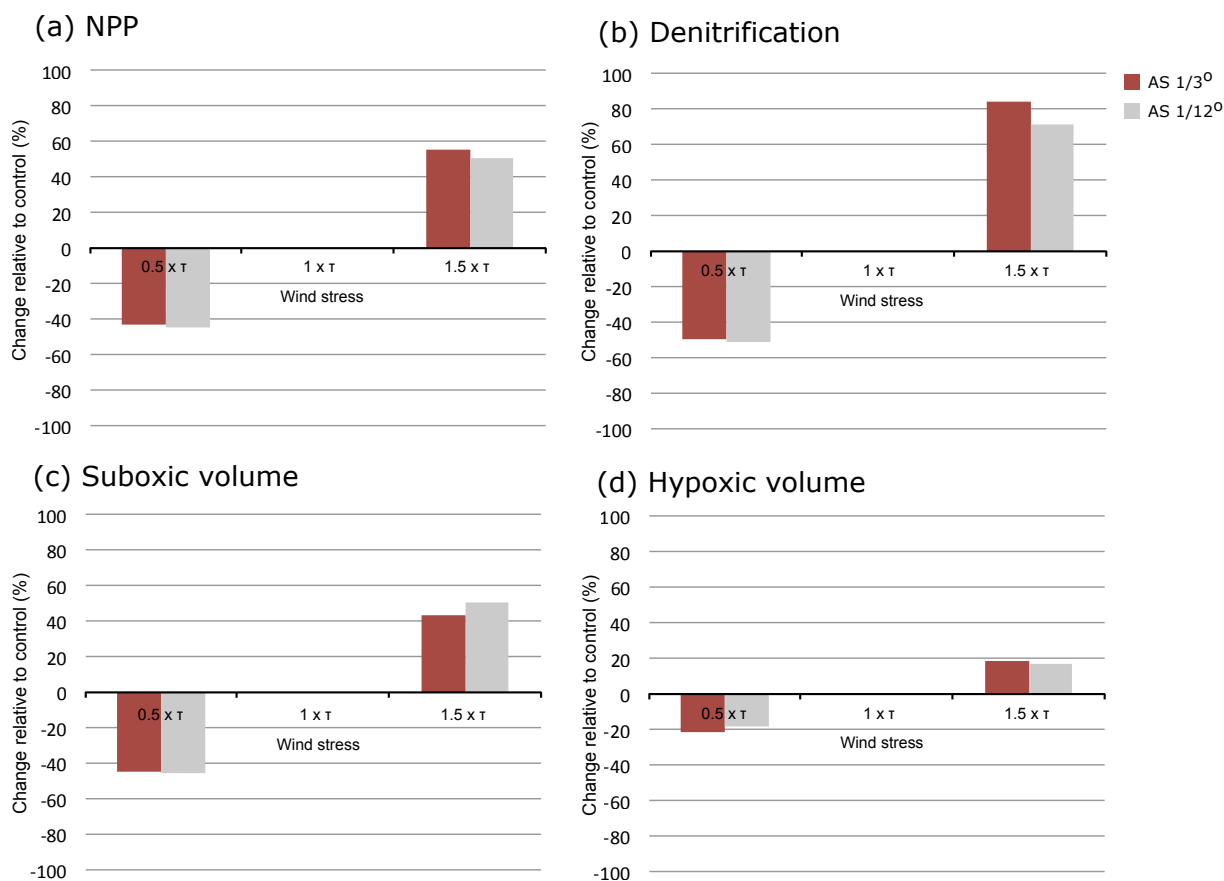 (a) NPP
Change relative to control (%)
100
80
60
40
20
0
-20
-40
-60
-80
-100
0.5 x τ
1 x τ
1.5 x τ
Wind stress
(b) Denitrification
Change relative to control (%)
100
80
60
40
20
0
-20
-40
-60
-80
-100
0.5 x τ
1 x τ
1.5 x τ
Wind stress
AS 1/3⁰
AS 1/12⁰
(c) Suboxic volume
Change relative to control (%)
100
80
60
40
20
0
-20
-40
-60
-80
-100
0.5 x τ
1 x τ
1.5 x τ
Wind stress
(d) Hypoxic volume
Change relative to control (%)
100
80
60
40
20
0
-20
-40
-60
-80
-100
0.5 x τ
1 x τ
1.5 x τ
Wind stress